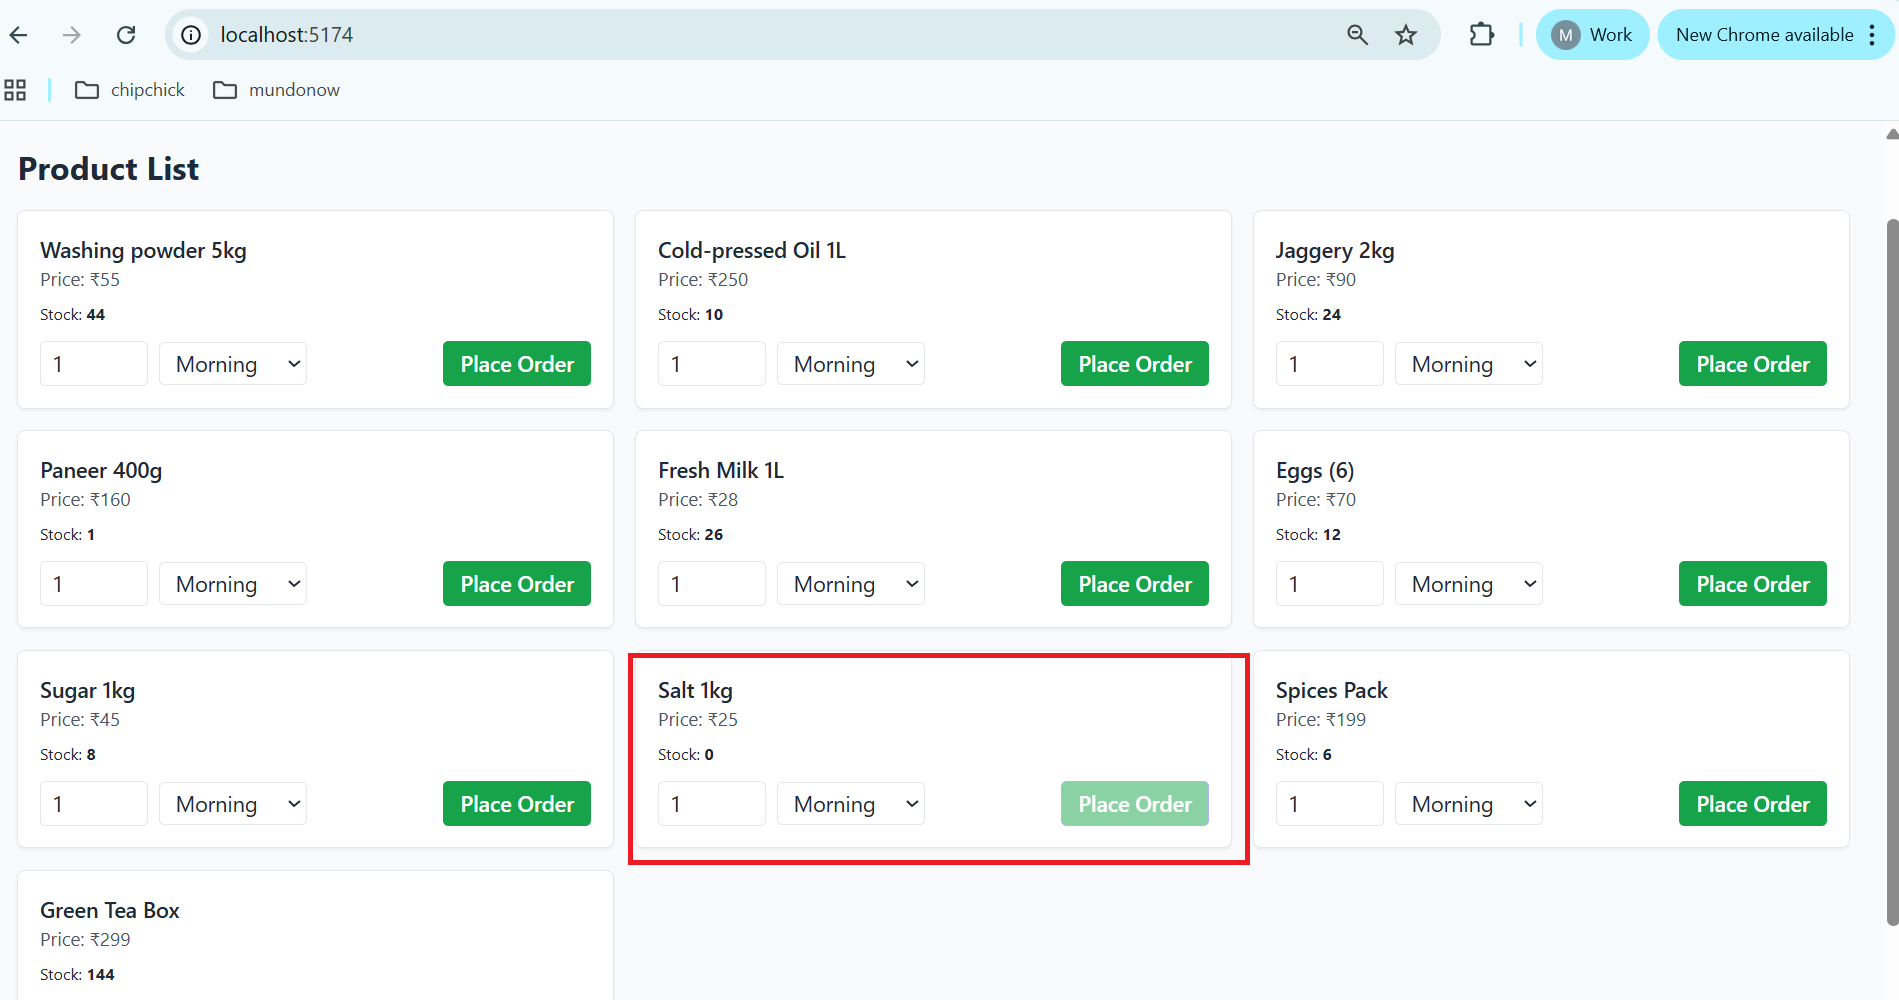 localhost:5174
M Work
New Chrome available
chipchick
mundonow
Product List
Washing powder 5kg
Price: ₹55
Stock: 44
1
Morning
Place Order
Cold-pressed Oil 1L
Price: ₹250
Stock: 10
1
Morning
Place Order
Jaggery 2kg
Price: ₹90
Stock: 24
1
Morning
Place Order
Paneer 400g
Price: ₹160
Stock: 1
1
Morning
Place Order
Fresh Milk 1L
Price: ₹28
Stock: 26
1
Morning
Place Order
Eggs (6)
Price: ₹70
Stock: 12
1
Morning
Place Order
Sugar 1kg
Price: ₹45
Stock: 8
1
Morning
Place Order
Salt 1kg
Price: ₹25
Stock: 0
1
Morning
Place Order
Spices Pack
Price: ₹199
Stock: 6
1
Morning
Place Order
Green Tea Box
Price: ₹299
Stock: 144